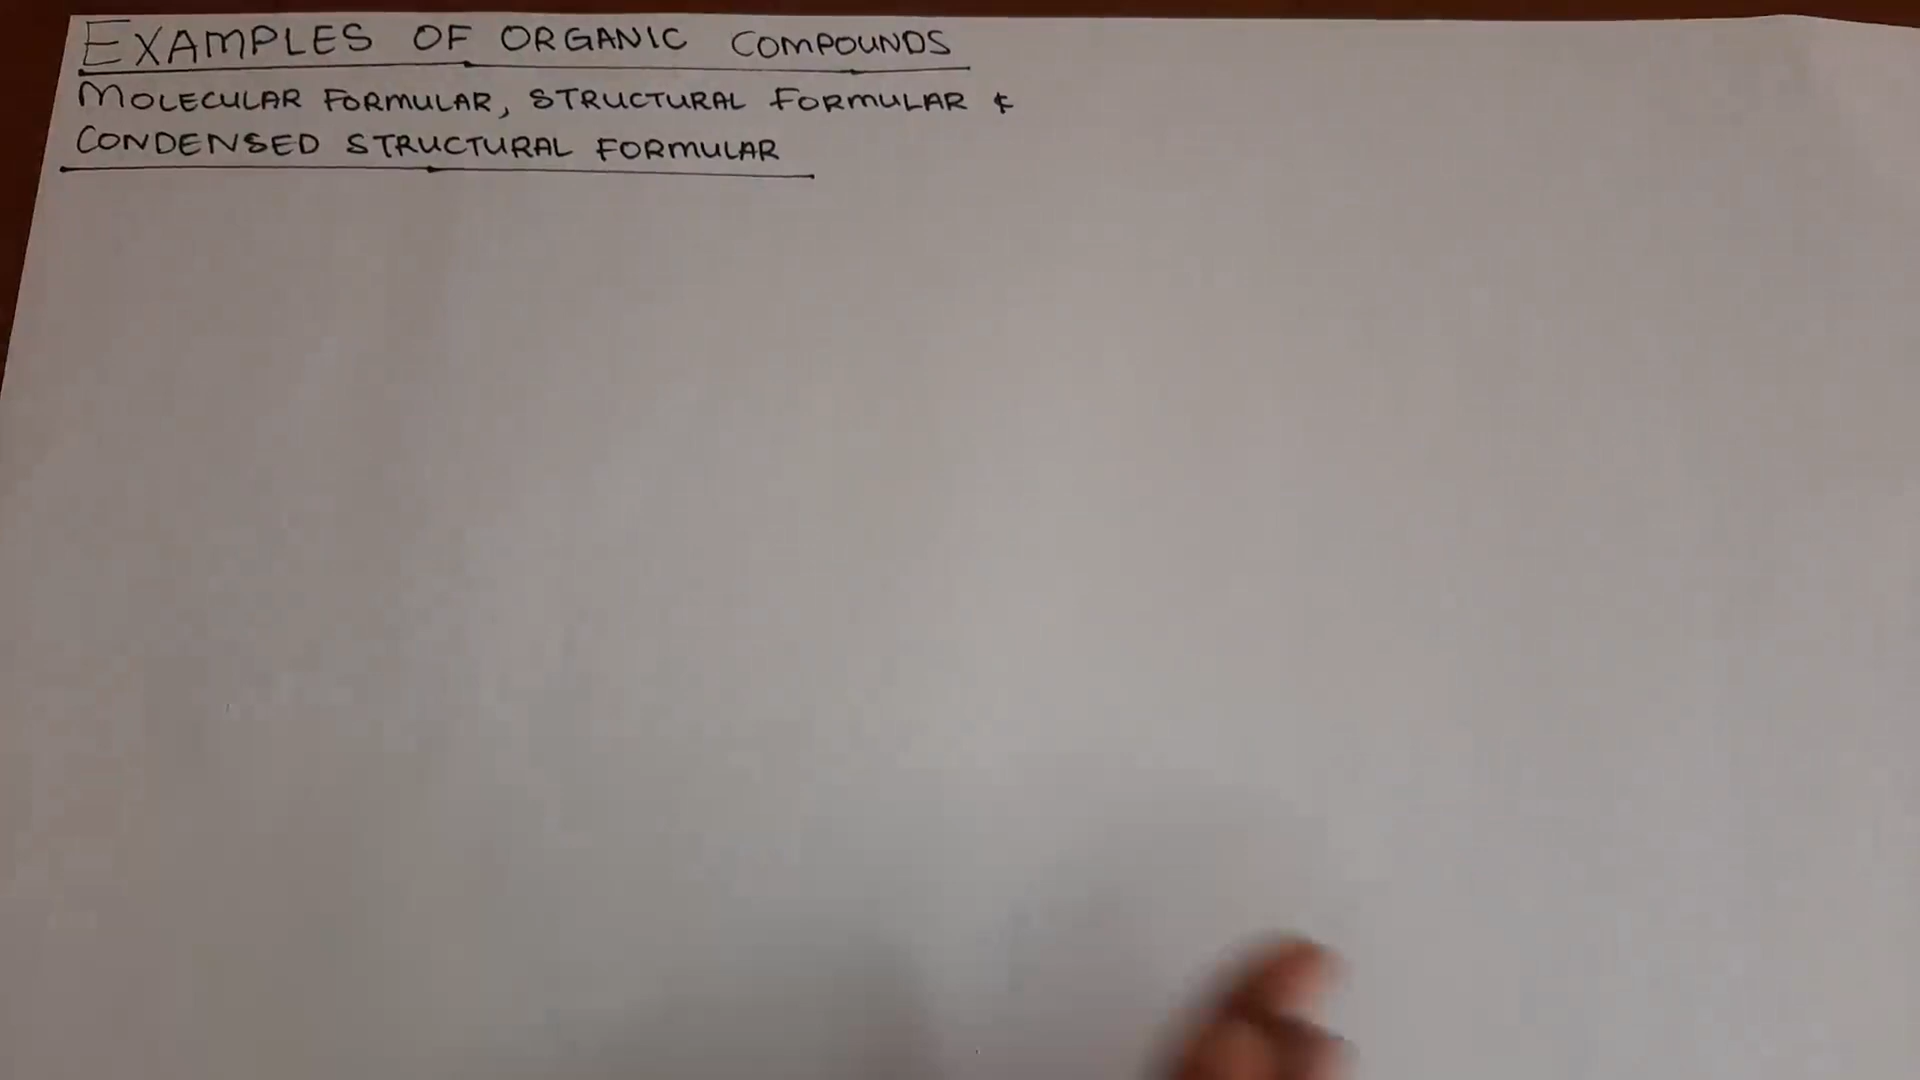 EXAMPLES OF ORGANIC COMPOUNDS
MOLECULAR FORMULAR, STRUCTURAL FORMULAR &
CONDENSED STRUCTURAL FORMULAR